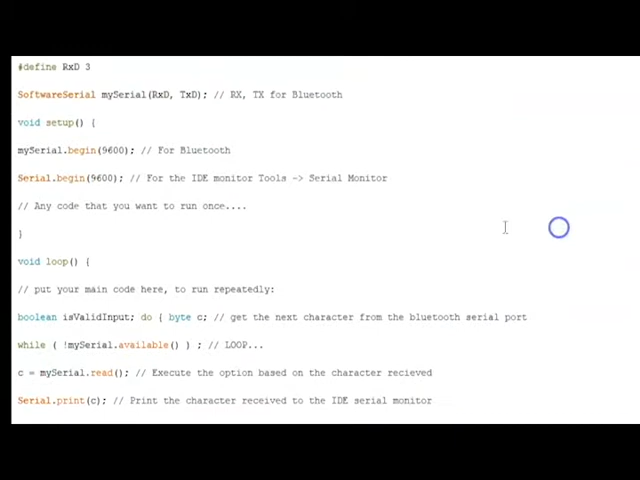 #define RxD 3
SoftwareSerial mySerial(RxD, TxD); // RX, TX for Bluetooth
void setup() {
mySerial.begin(9600); // For Bluetooth
Serial.begin(9600); // For the IDE monitor Tools -> Serial Monitor
// Any code that you want to run once....
}
void loop() {
// put your main code here, to run repeatedly:
boolean isValidInput; do { byte c; // get the next character from the bluetooth serial port
while ( !mySerial.available() ) ; // LOOP...
c = mySerial.read(); // Execute the option based on the character recieved
Serial.print(c); // Print the character received to the IDE serial monitor